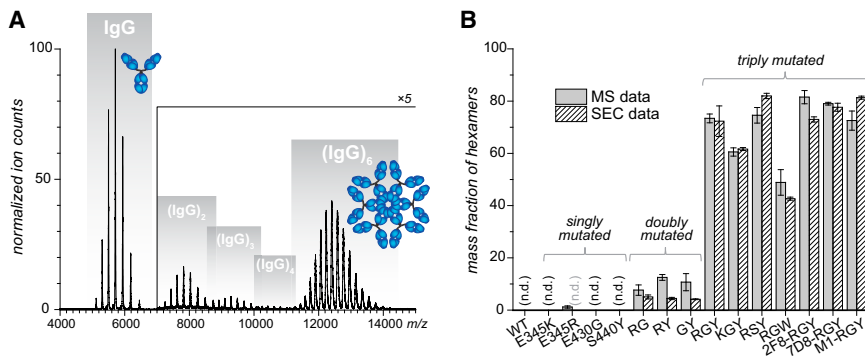 A
IgG
×5
(IgG)2
(IgG)3
(IgG)4
(IgG)6
normalized ion counts
100
50
0
4000
6000
8000
10000
12000
14000 m/z
B
triply mutated
MS data
SEC data
singly mutated
doubly mutated
mass fraction of hexamers
100
80
60
40
20
0
(n.d.)
(n.d.)
(n.d.)
(n.d.)
(n.d.)
WT
E345K
E345R
E430G
S440Y
RG
RY
GY
RGY
KGY
RSY
RGW
2F8-RGY
7D8-RGY
M1-RGY